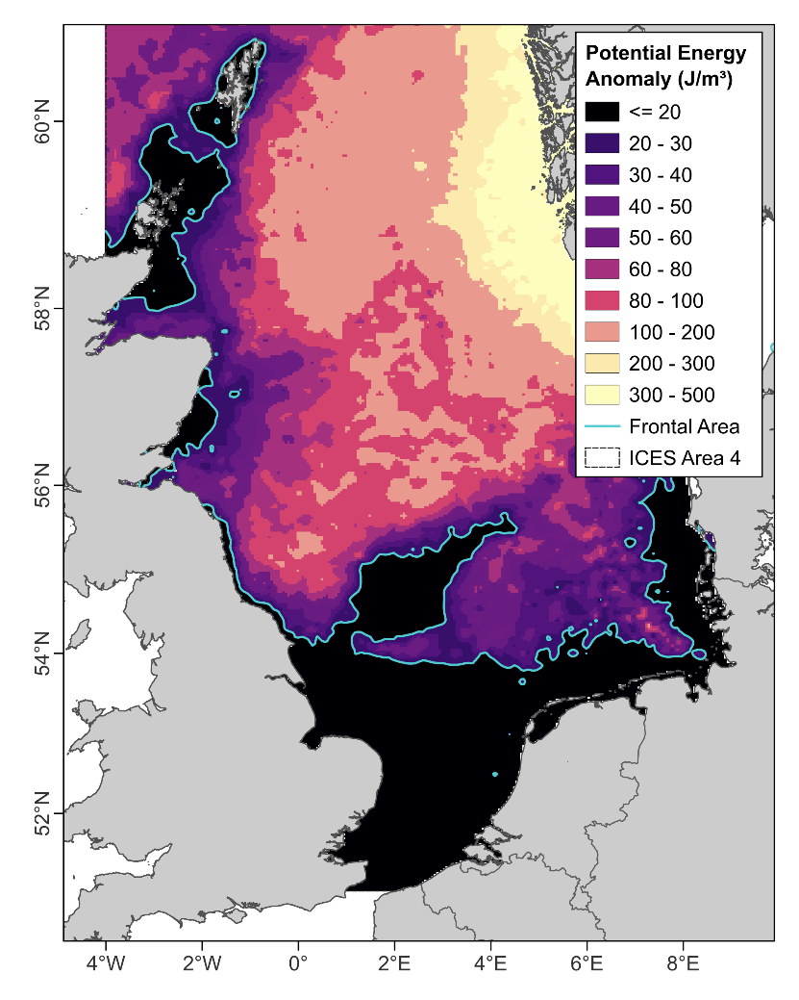 Potential Energy
Anomaly (J/m³)
<= 20
20 - 30
30 - 40
40 - 50
50 - 60
60 - 80
80 - 100
100 - 200
200 - 300
300 - 500
Frontal Area
ICES Area 4
60°N
58°N
56°N
54°N
52°N
4°W 2°W 0° 2°E 4°E 6°E 8°E